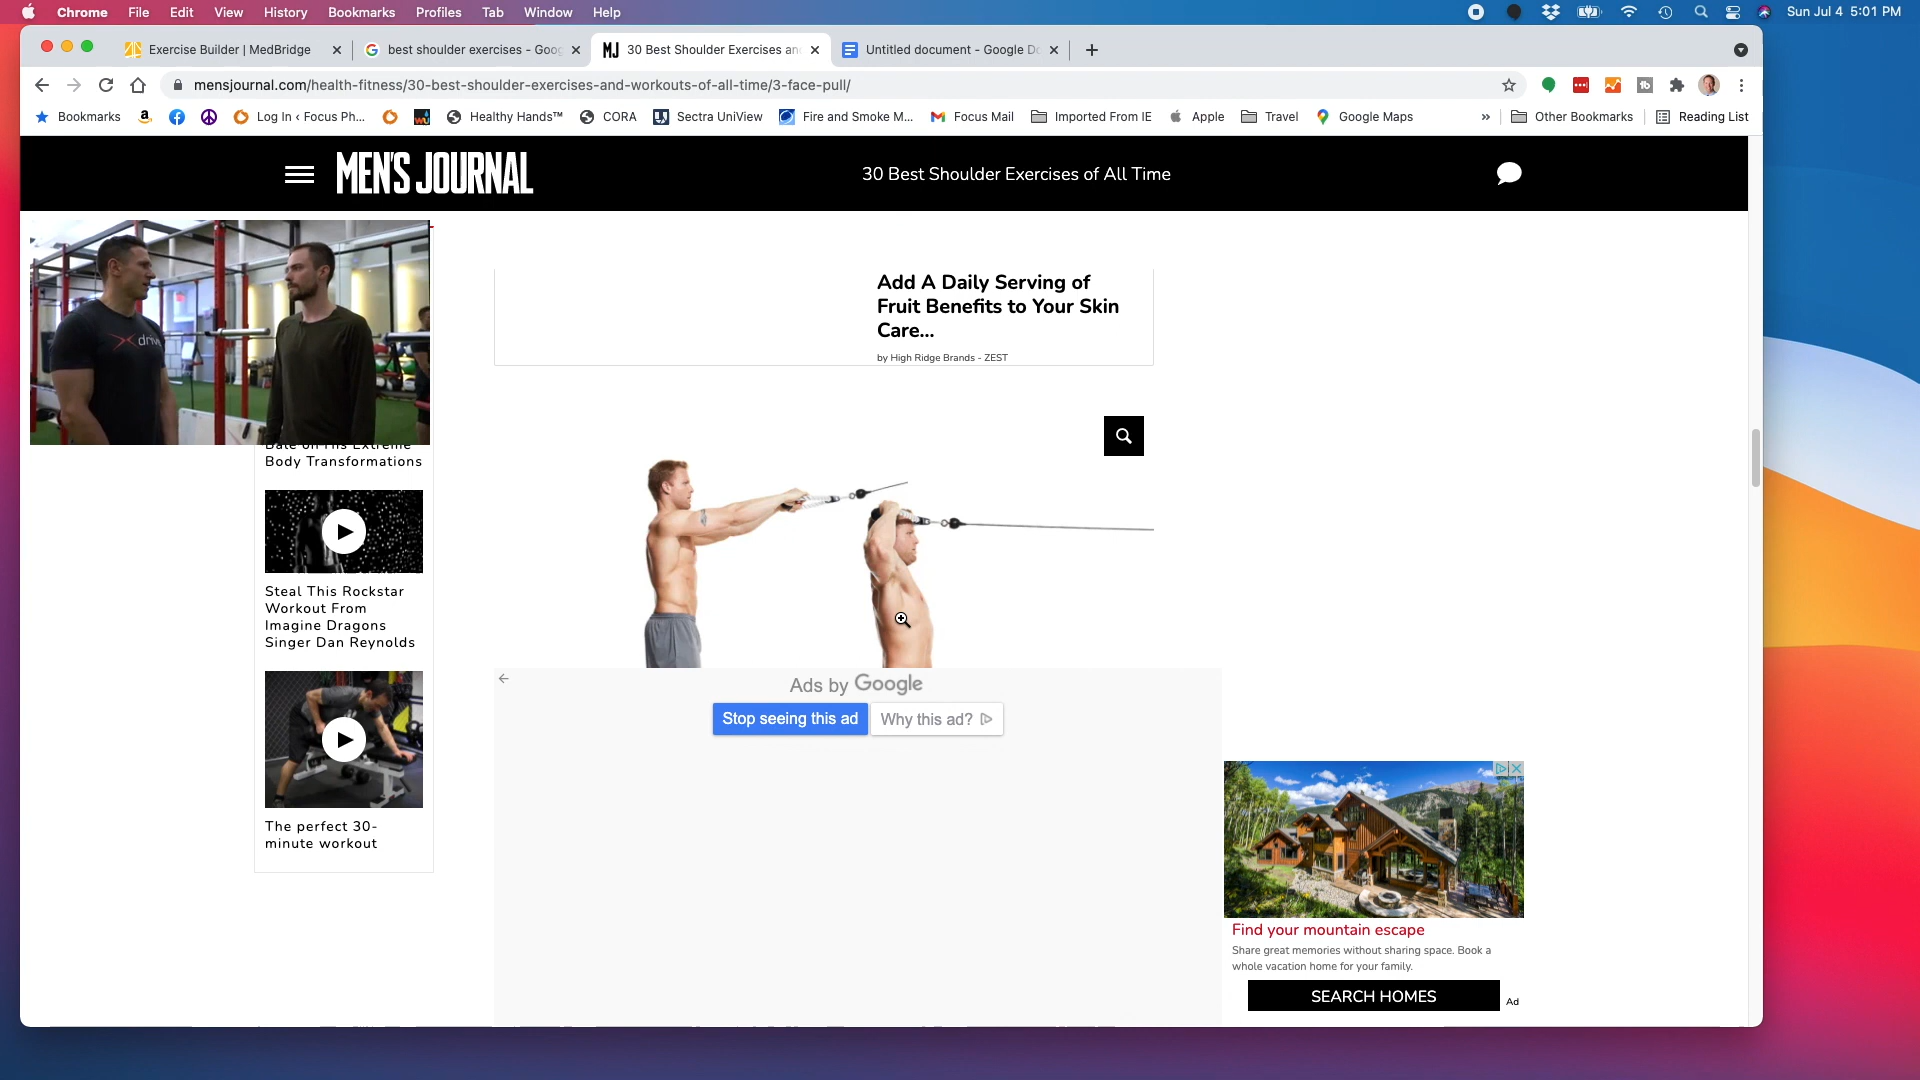 Chrome File Edit View History Bookmarks Profiles Tab Window Help
Sun Jul 4 5:01 PM
Exercise Builder | MedBridge
best shoulder exercises - Goog
MJ 30 Best Shoulder Exercises an
Untitled document - Google Do
mensjournal.com/health-fitness/30-best-shoulder-exercises-and-workouts-of-all-time/3-face-pull/
Bookmarks
Log In ‹ Focus Ph...
Healthy Hands™
CORA
Sectra UniView
Fire and Smoke M...
Focus Mail
Imported From IE
Apple
Travel
Google Maps
»
Other Bookmarks
Reading List
MEN'S JOURNAL
30 Best Shoulder Exercises of All Time
Add A Daily Serving of
Fruit Benefits to Your Skin
Care...
by High Ridge Brands - ZEST
Bale on His Extreme
Body Transformations
Steal This Rockstar
Workout From
Imagine Dragons
Singer Dan Reynolds
The perfect 30-
minute workout
Ads by Google
Stop seeing this ad
Why this ad?
Find your mountain escape
Share great memories without sharing space. Book a
whole vacation home for your family.
SEARCH HOMES
Ad